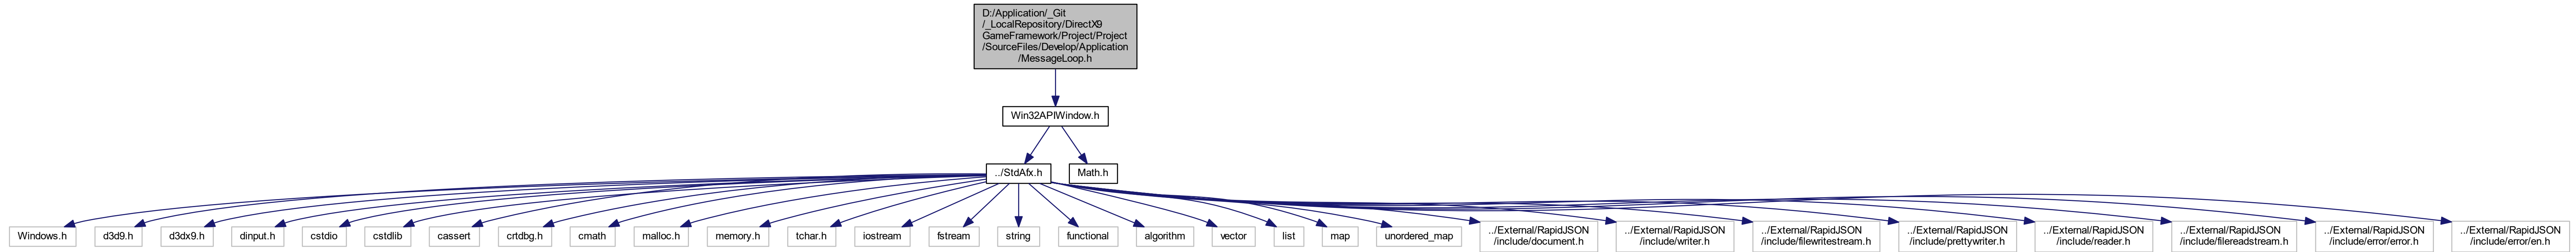 D:/Application/_Git
/_LocalRepository/DirectX9
GameFramework/Project/Project
/SourceFiles/Develop/Application
/MessageLoop.h
Win32APIWindow.h
../StdAfx.h
Math.h
Windows.h
d3d9.h
d3dx9.h
dinput.h
cstdio
cstdlib
cassert
crtdbg.h
cmath
malloc.h
memory.h
tchar.h
iostream
fstream
string
functional
algorithm
vector
list
map
unordered_map
../External/RapidJSON
/include/document.h
../External/RapidJSON
/include/writer.h
../External/RapidJSON
/include/filewritestream.h
../External/RapidJSON
/include/prettywriter.h
../External/RapidJSON
/include/reader.h
../External/RapidJSON
/include/filereadstream.h
../External/RapidJSON
/include/error/error.h
../External/RapidJSON
/include/error/en.h